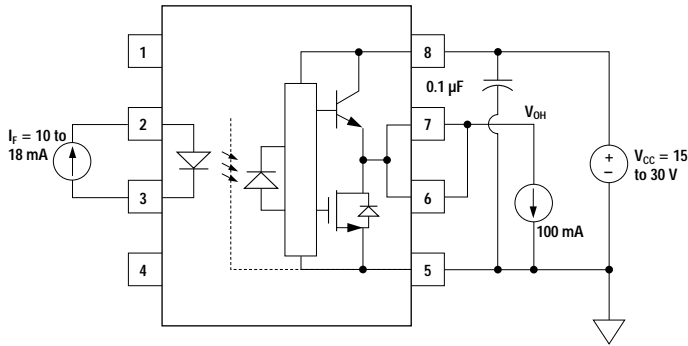 1
8
0.1 µF
I_F = 10 to
18 mA
2
7
V_OH
V_CC = 15
to 30 V
+
–
3
6
100 mA
4
5